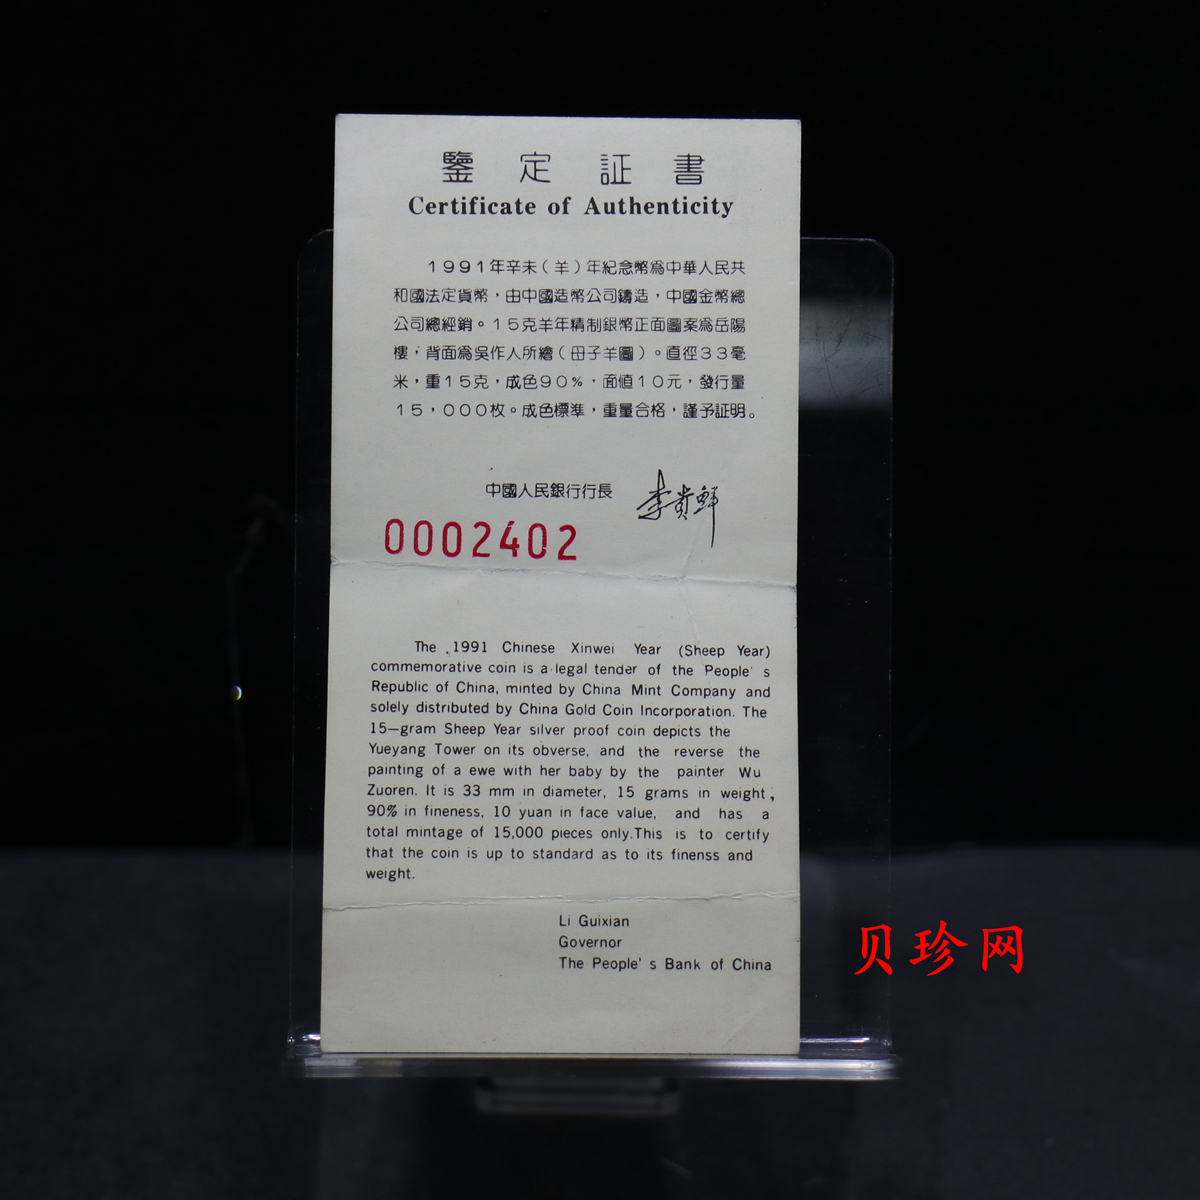 鑒定証書
Certificate of Authenticity
1991年辛未（羊）年紀念幣為中華人民共
和國法定貨幣，由中國造幣公司鑄造，中國金幣總
公司總經銷。15克羊年精制銀幣正面圖案為岳陽
樓，背面為吳作人所繪（母子羊圖）。直徑33毫
米，重15克，成色90%，面值10元，發行量
15，000枚。成色標準，重量合格，謹予証明。
中國人民銀行行長 李貴鮮
0002402
The 1991 Chinese Xinwei Year (Sheep Year)
commemorative coin is a legal tender of the People's
Republic of China, minted by China Mint Company and
solely distributed by China Gold Coin Incorporation. The
15—gram Sheep Year silver proof coin depicts the
Yueyang Tower on its obverse, and the reverse the
painting of a ewe with her baby by the painter Wu
Zuoren. It is 33 mm in diameter, 15 grams in weight,
90% in fineness, 10 yuan in face value, and has a
total mintage of 15,000 pieces only.This is to certify
that the coin is up to standard as to its finenss and
weight.
Li Guixian
Governor
The People's Bank of China
贝珍网